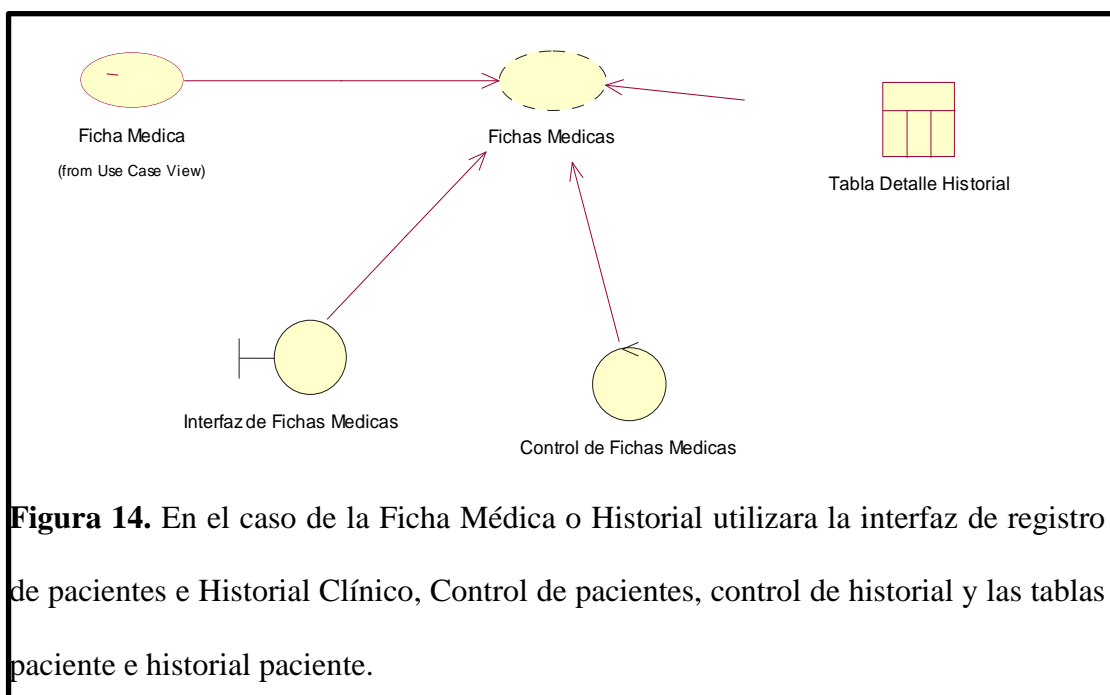 Ficha Medica
(from Use Case View)
Fichas Medicas
Tabla Detalle Historial
Interfaz de Fichas Medicas
Control de Fichas Medicas
Figura 14. En el caso de la Ficha Médica o Historial utilizara la interfaz de registro
de pacientes e Historial Clínico, Control de pacientes, control de historial y las tablas
paciente e historial paciente.